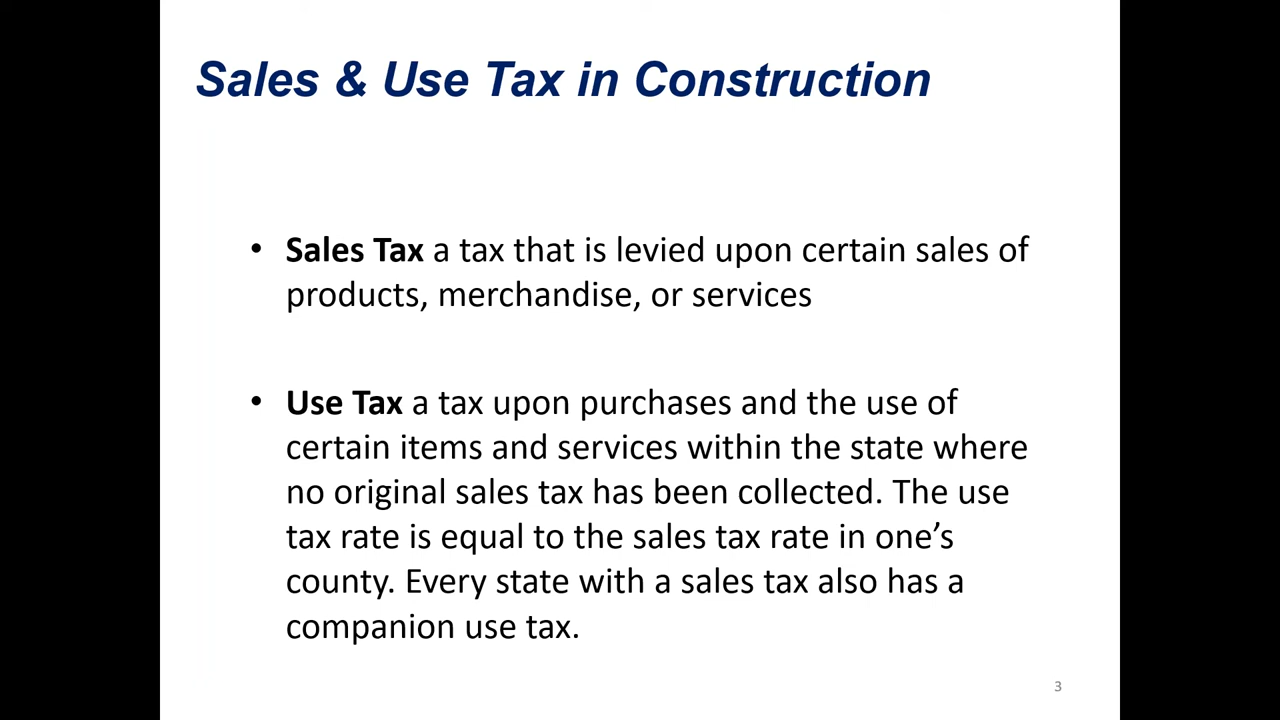 Sales & Use Tax in Construction
• Sales Tax a tax that is levied upon certain sales of
products, merchandise, or services
• Use Tax a tax upon purchases and the use of
certain items and services within the state where
no original sales tax has been collected. The use
tax rate is equal to the sales tax rate in one’s
county. Every state with a sales tax also has a
companion use tax.
3